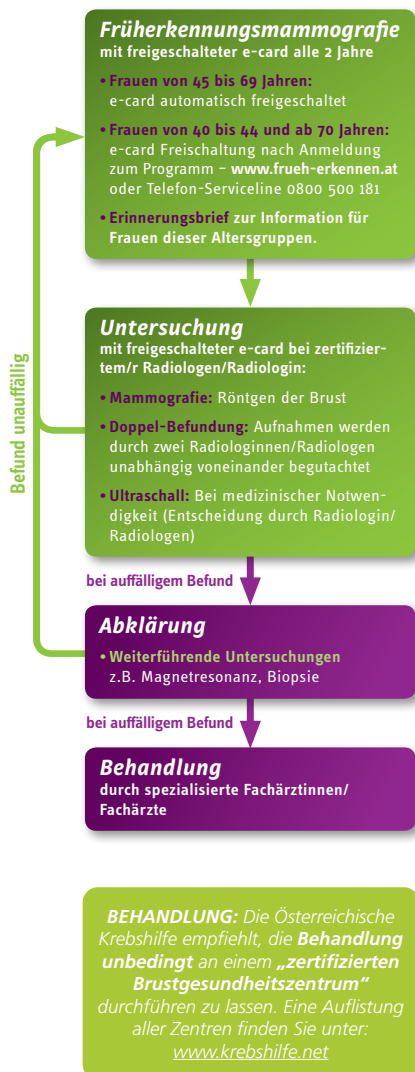 Früherkennungsmammografie
mit freigeschalteter e-card alle 2 Jahre
• Frauen von 45 bis 69 Jahren:
e-card automatisch freigeschaltet
• Frauen von 40 bis 44 und ab 70 Jahren:
e-card Freischaltung nach Anmeldung
zum Programm – www.frueh-erkennen.at
oder Telefon-Serviceline 0800 500 181
• Erinnerungsbrief zur Information für
Frauen dieser Altersgruppen.
Befund unauffällig
Untersuchung
mit freigeschalteter e-card bei zertifizier-
tem/r Radiologen/Radiologin:
• Mammografie: Röntgen der Brust
• Doppel-Befundung: Aufnahmen werden
durch zwei Radiologinnen/Radiologen
unabhängig voneinander begutachtet
• Ultraschall: Bei medizinischer Notwen-
digkeit (Entscheidung durch Radiologin/
Radiologen)
bei auffälligem Befund
Abklärung
• Weiterführende Untersuchungen
z.B. Magnetresonanz, Biopsie
bei auffälligem Befund
Behandlung
durch spezialisierte Fachärztinnen/
Fachärzte
BEHANDLUNG: Die Österreichische
Krebshilfe empfiehlt, die Behandlung
unbedingt an einem „zertifizierten
Brustgesundheitszentrum“
durchführen zu lassen. Eine Auflistung
aller Zentren finden Sie unter:
www.krebshilfe.net